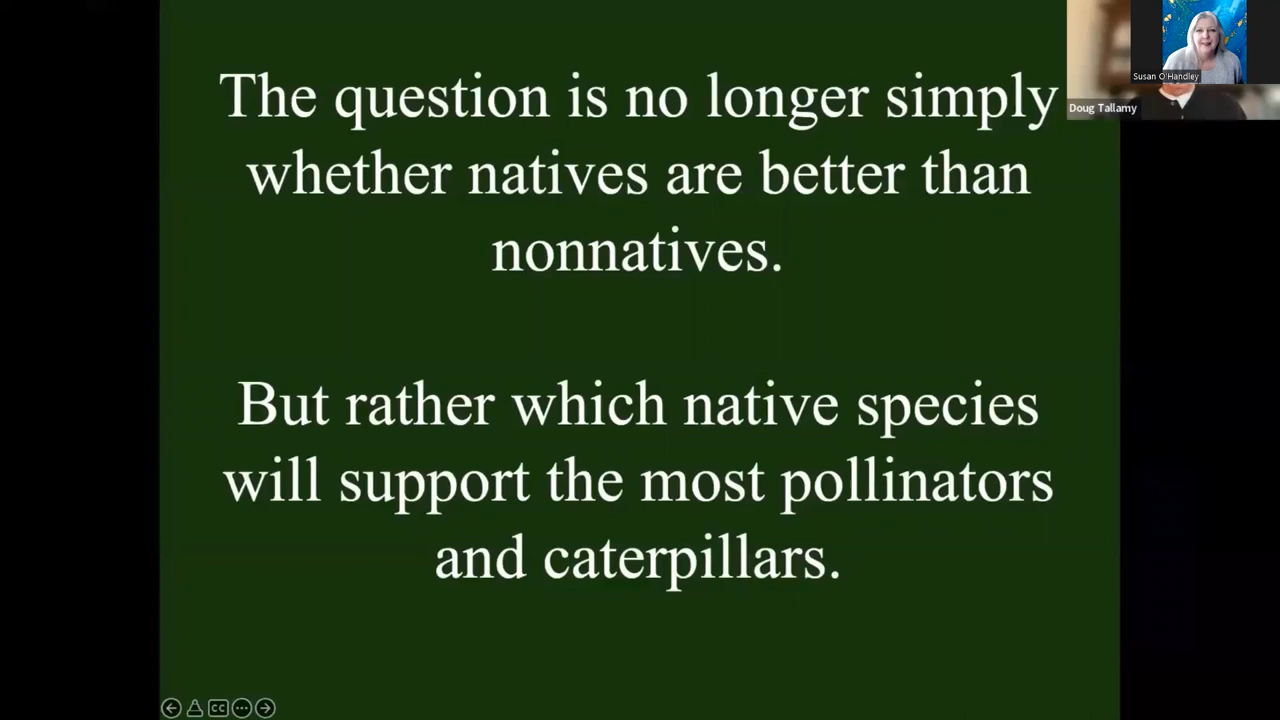 The question is no longer simply
whether natives are better than
nonnatives.
But rather which native species
will support the most pollinators
and caterpillars.
Susan O'Handley
Doug Tallamy
CC